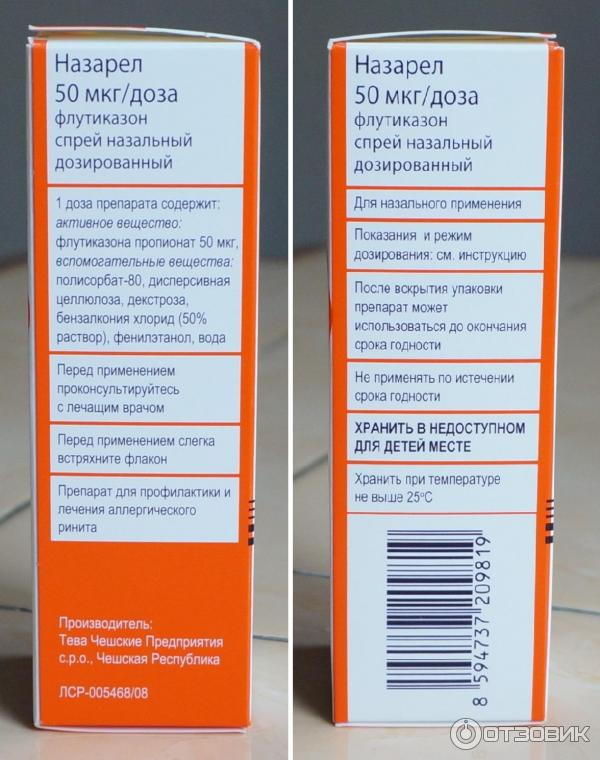 Назарел
50 мкг/доза
флутиказон
спрей назальный
дозированный
1 доза препарата содержит:
активное вещество:
флутиказона пропионат 50 мкг,
вспомогательные вещества:
полисорбат-80, дисперсивная
целлюлоза, декстроза,
бензалкония хлорид (50%
раствор), фенилэтанол, вода
Перед применением
проконсультируйтесь
с лечащим врачом
Перед применением слегка
встряхните флакон
Препарат для профилактики и
лечения аллергического
ринита
Производитель:
Тева Чешские Предприятия
с.р.о., Чешская Республика
ЛСР-005468/08
Назарел
50 мкг/доза
флутиказон
спрей назальный
дозированный
Для назального применения
Показания и режим
дозирования: см. инструкцию
После вскрытия упаковки
препарат может
использоваться до окончания
срока годности
Не применять по истечении
срока годности
ХРАНИТЬ В НЕДОСТУПНОМ
ДЛЯ ДЕТЕЙ МЕСТЕ
Хранить при температуре
не выше 25°C
8 594737 209819
ОТЗОВИК